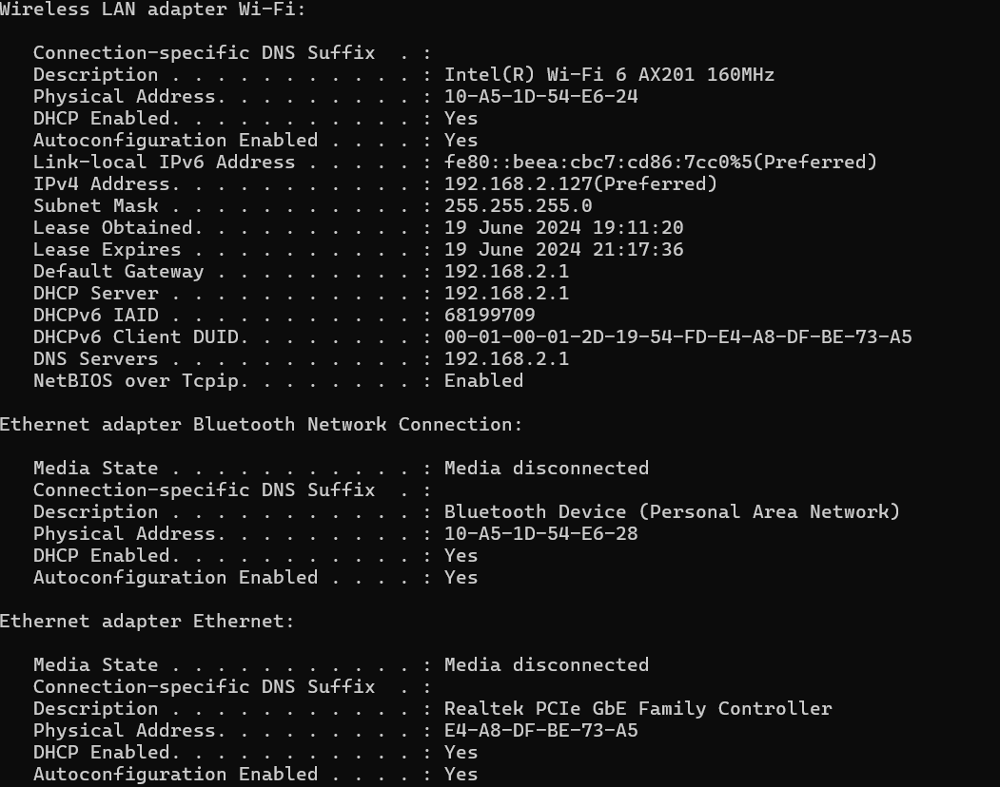 Wireless LAN adapter Wi-Fi:
Connection-specific DNS Suffix  . :
Description . . . . . . . . . . . : Intel(R) Wi-Fi 6 AX201 160MHz
Physical Address. . . . . . . . . : 10-A5-1D-54-E6-24
DHCP Enabled. . . . . . . . . . . : Yes
Autoconfiguration Enabled . . . . : Yes
Link-local IPv6 Address . . . . . : fe80::beea:cbc7:cd86:7cc0%5(Preferred)
IPv4 Address. . . . . . . . . . . : 192.168.2.127(Preferred)
Subnet Mask . . . . . . . . . . . : 255.255.255.0
Lease Obtained. . . . . . . . . . : 19 June 2024 19:11:20
Lease Expires . . . . . . . . . . : 19 June 2024 21:17:36
Default Gateway . . . . . . . . . : 192.168.2.1
DHCP Server . . . . . . . . . . . : 192.168.2.1
DHCPv6 IAID . . . . . . . . . . . : 68199709
DHCPv6 Client DUID. . . . . . . . : 00-01-00-01-2D-19-54-FD-E4-A8-DF-BE-73-A5
DNS Servers . . . . . . . . . . . : 192.168.2.1
NetBIOS over Tcpip. . . . . . . . : Enabled
Ethernet adapter Bluetooth Network Connection:
Media State . . . . . . . . . . . : Media disconnected
Connection-specific DNS Suffix  . :
Description . . . . . . . . . . . : Bluetooth Device (Personal Area Network)
Physical Address. . . . . . . . . : 10-A5-1D-54-E6-28
DHCP Enabled. . . . . . . . . . . : Yes
Autoconfiguration Enabled . . . . : Yes
Ethernet adapter Ethernet:
Media State . . . . . . . . . . . : Media disconnected
Connection-specific DNS Suffix  . :
Description . . . . . . . . . . . : Realtek PCIe GbE Family Controller
Physical Address. . . . . . . . . : E4-A8-DF-BE-73-A5
DHCP Enabled. . . . . . . . . . . : Yes
Autoconfiguration Enabled . . . . : Yes